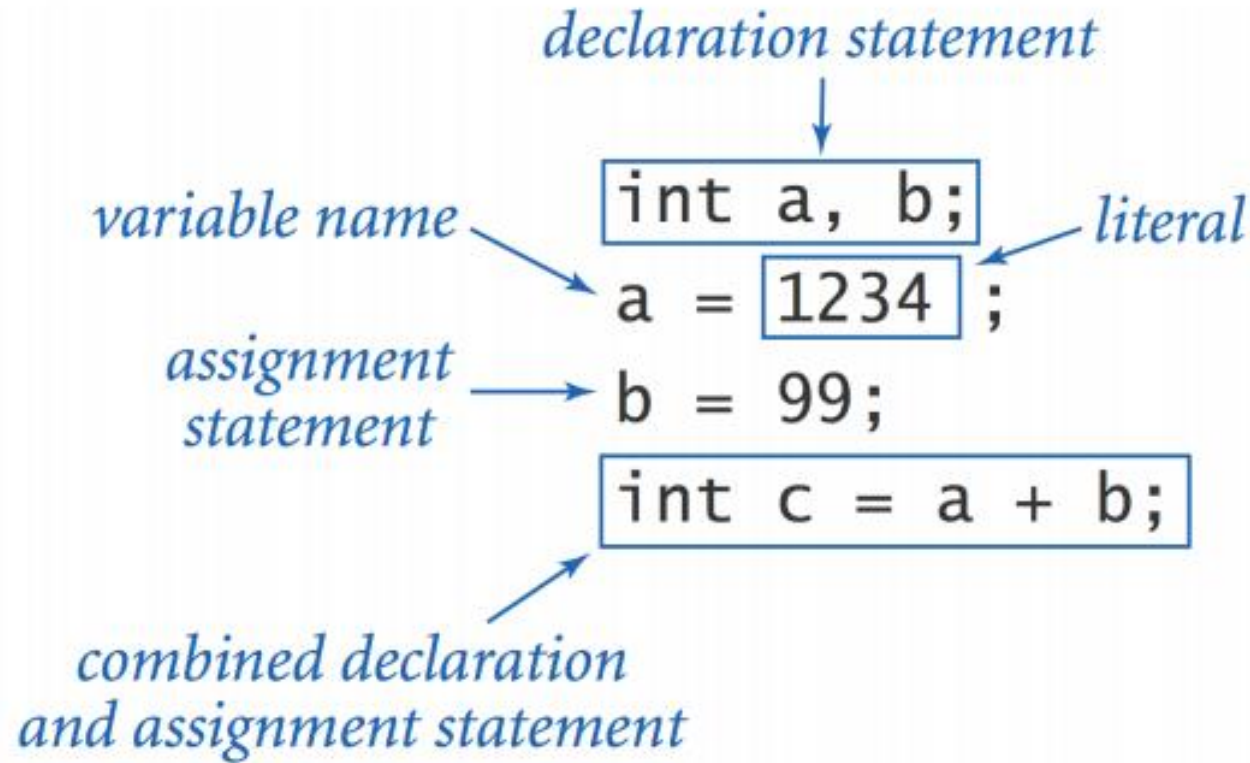 declaration statement
int a, b;
variable name
literal
a = 1234 ;
assignment
statement
b = 99;
int c = a + b;
combined declaration
and assignment statement